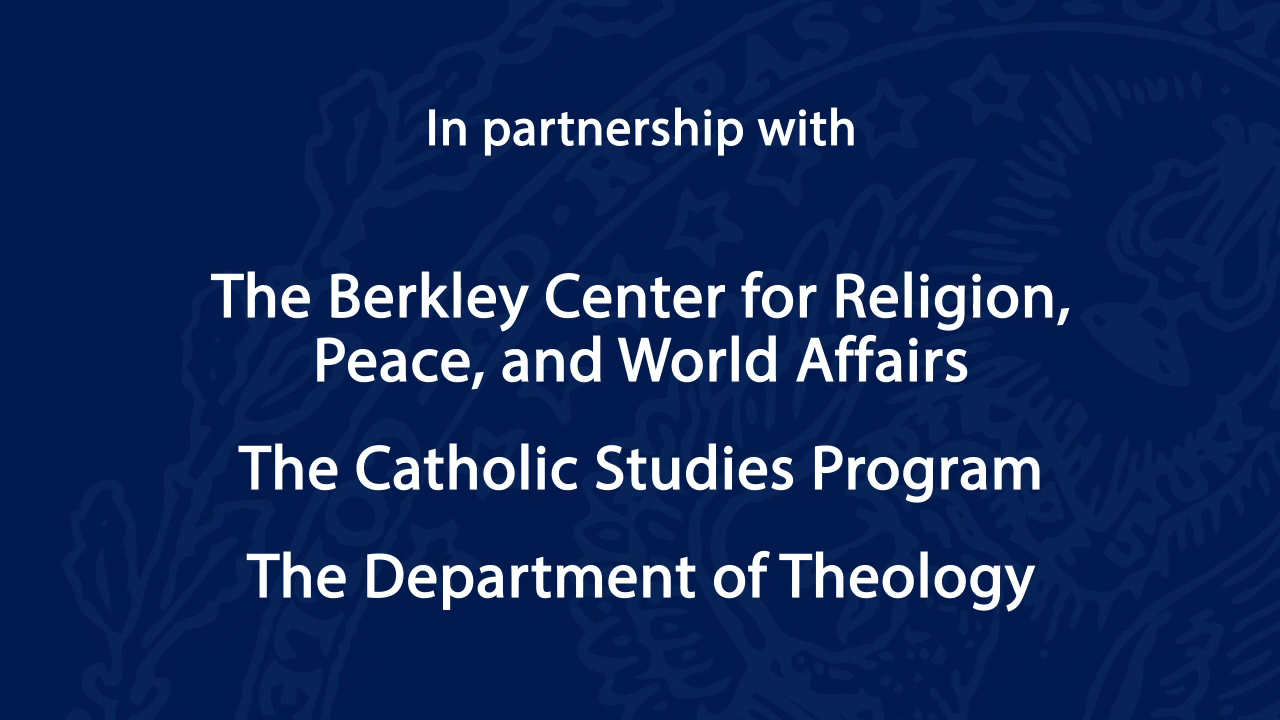 In partnership with
The Berkley Center for Religion,
Peace, and World Affairs
The Catholic Studies Program
The Department of Theology